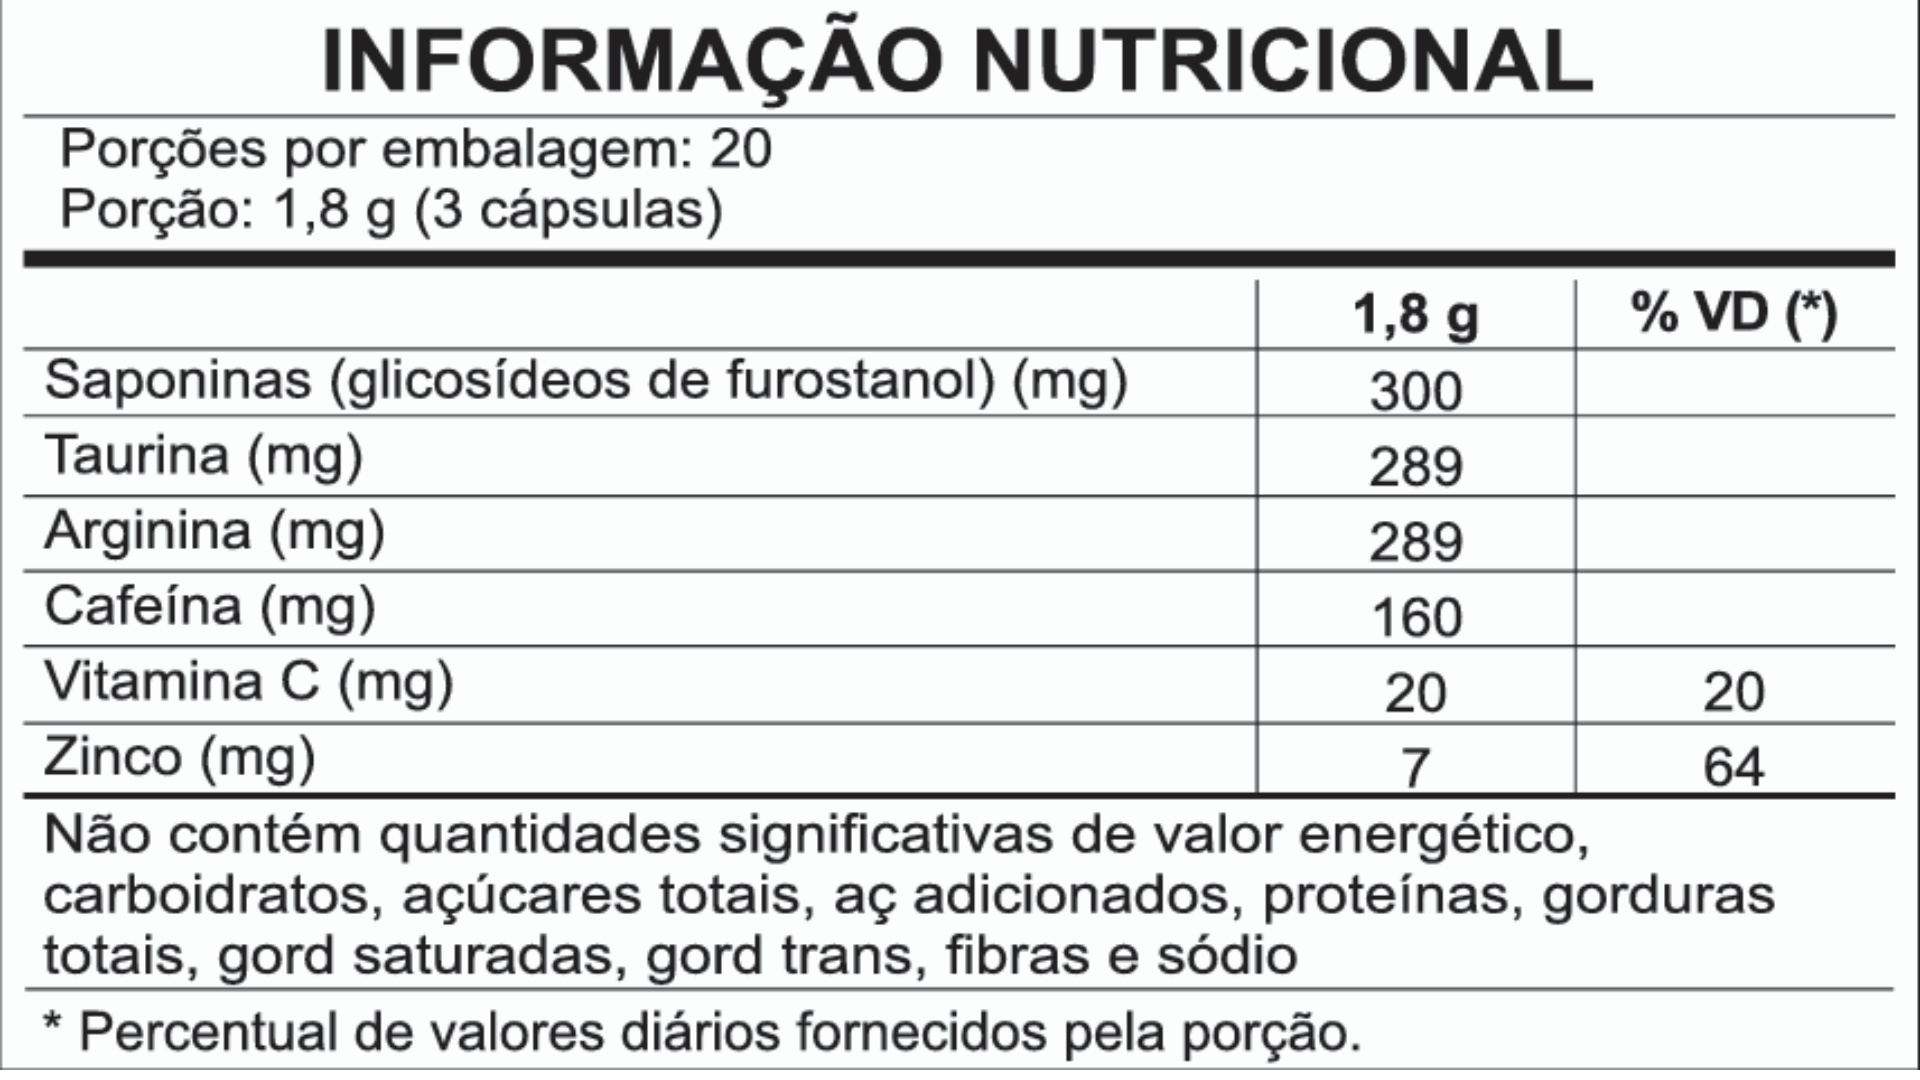 INFORMAÇÃO NUTRICIONAL
Porções por embalagem: 20
Porção: 1,8 g (3 cápsulas)
1,8 g % VD (*)
Saponinas (glicosídeos de furostanol) (mg) 300
Taurina (mg) 289
Arginina (mg) 289
Cafeína (mg) 160
Vitamina C (mg) 20 20
Zinco (mg) 7 64
Não contém quantidades significativas de valor energético,
carboidratos, açúcares totais, aç adicionados, proteínas, gorduras
totais, gord saturadas, gord trans, fibras e sódio
* Percentual de valores diários fornecidos pela porção.